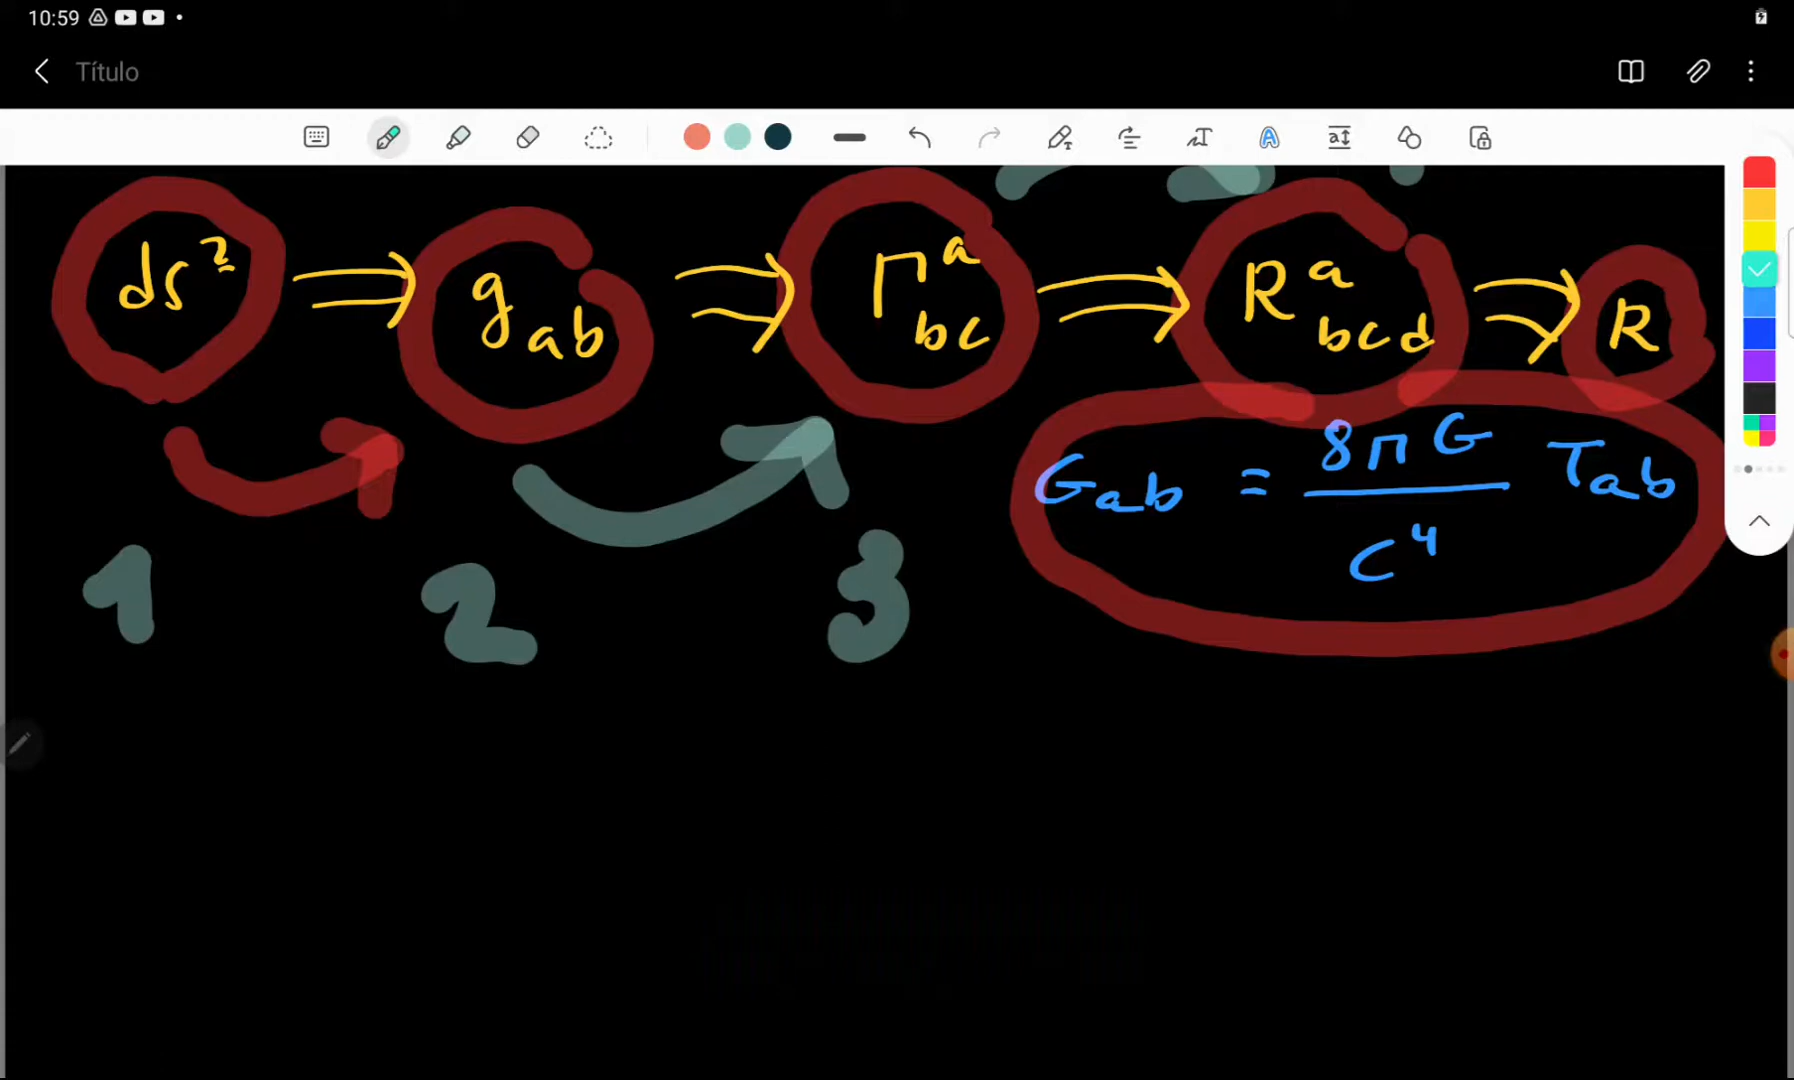 10:59
Título
ds² ⇒ g_ab ⇒ Γ^a_bc ⇒ R^a_bcd ⇒ R
G_ab = 8πG/c⁴ T_ab
1 2 3